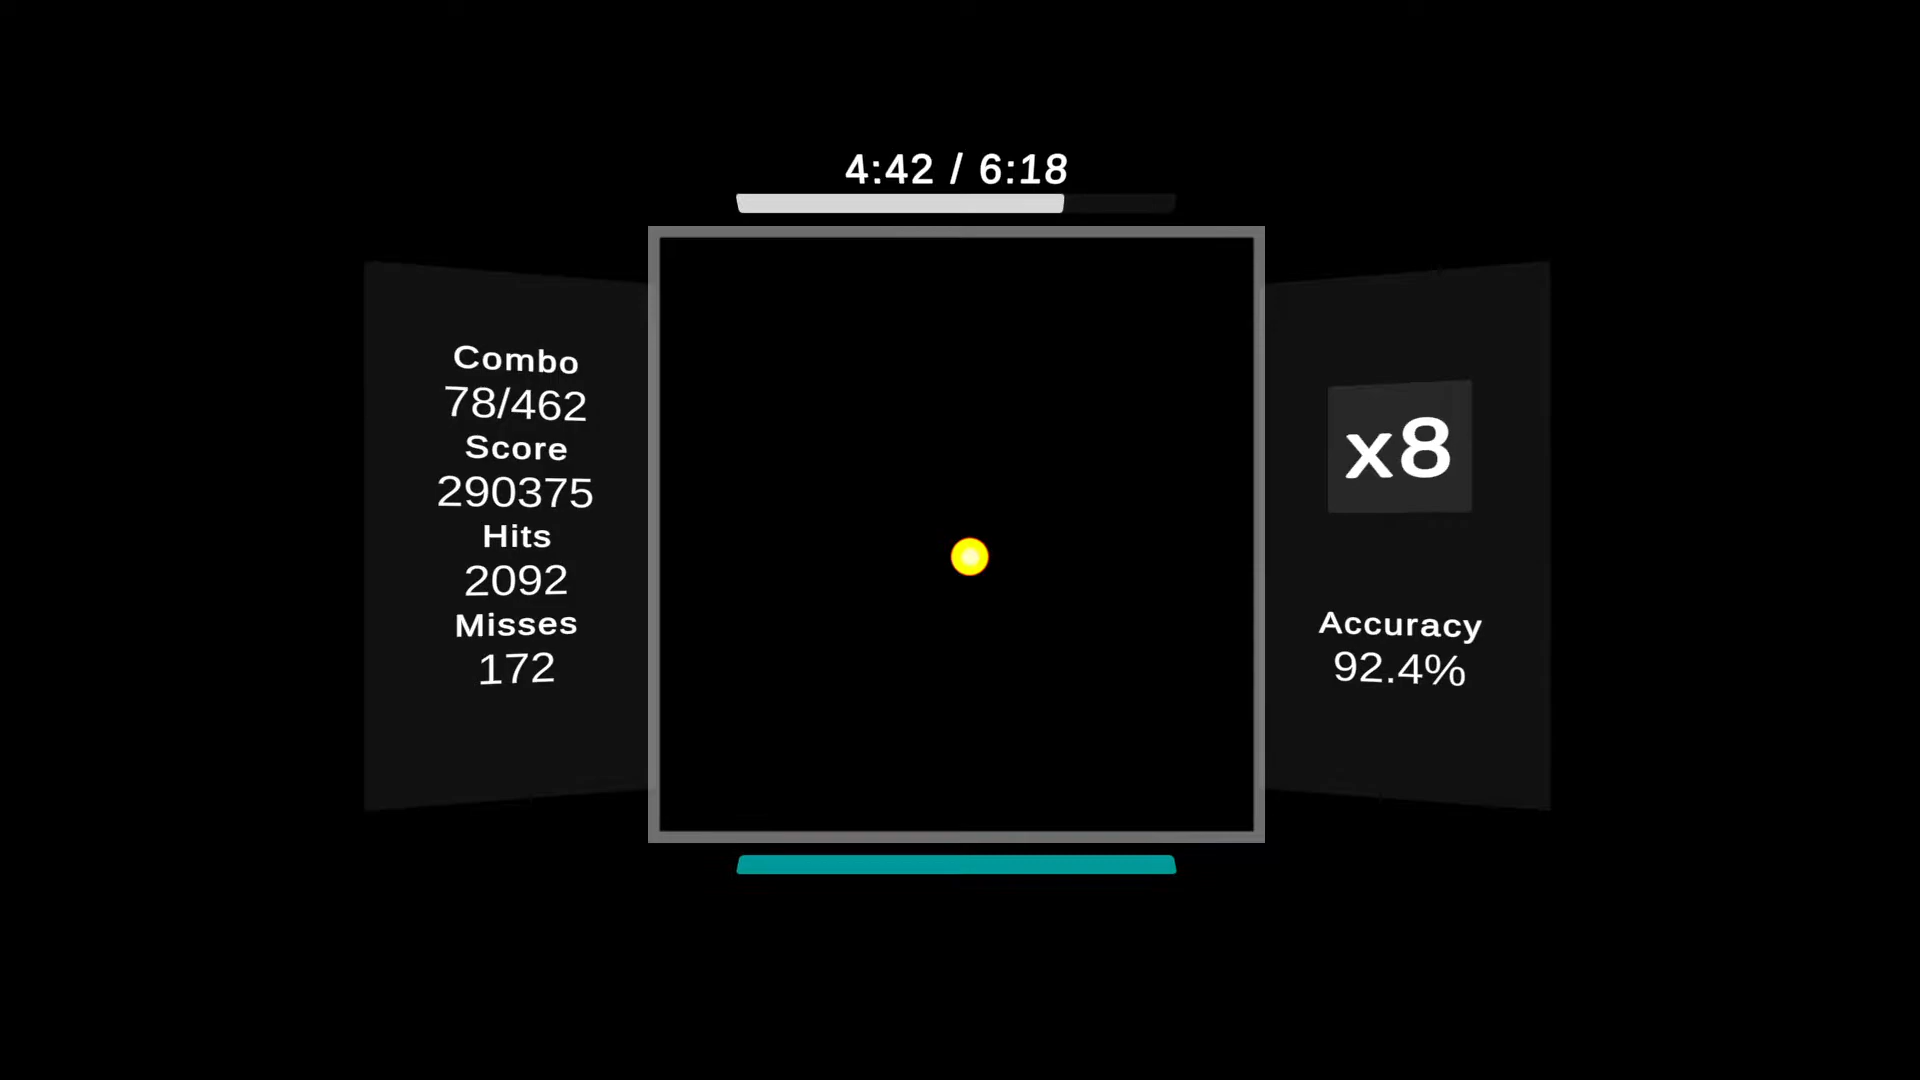 4:42 / 6:18
Combo
78/462
Score
290375
Hits
2092
Misses
172
x8
Accuracy
92.4%